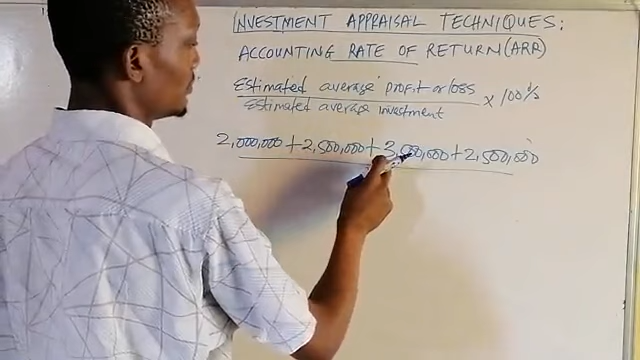 INVESTMENT APPRAISAL TECHNIQUES:
ACCOUNTING RATE OF RETURN (ARR)
Estimated average profit or loss
Estimated average investment
x 100%
2,000,000 + 2,500,000 + 3,500,000 + 2,500,000